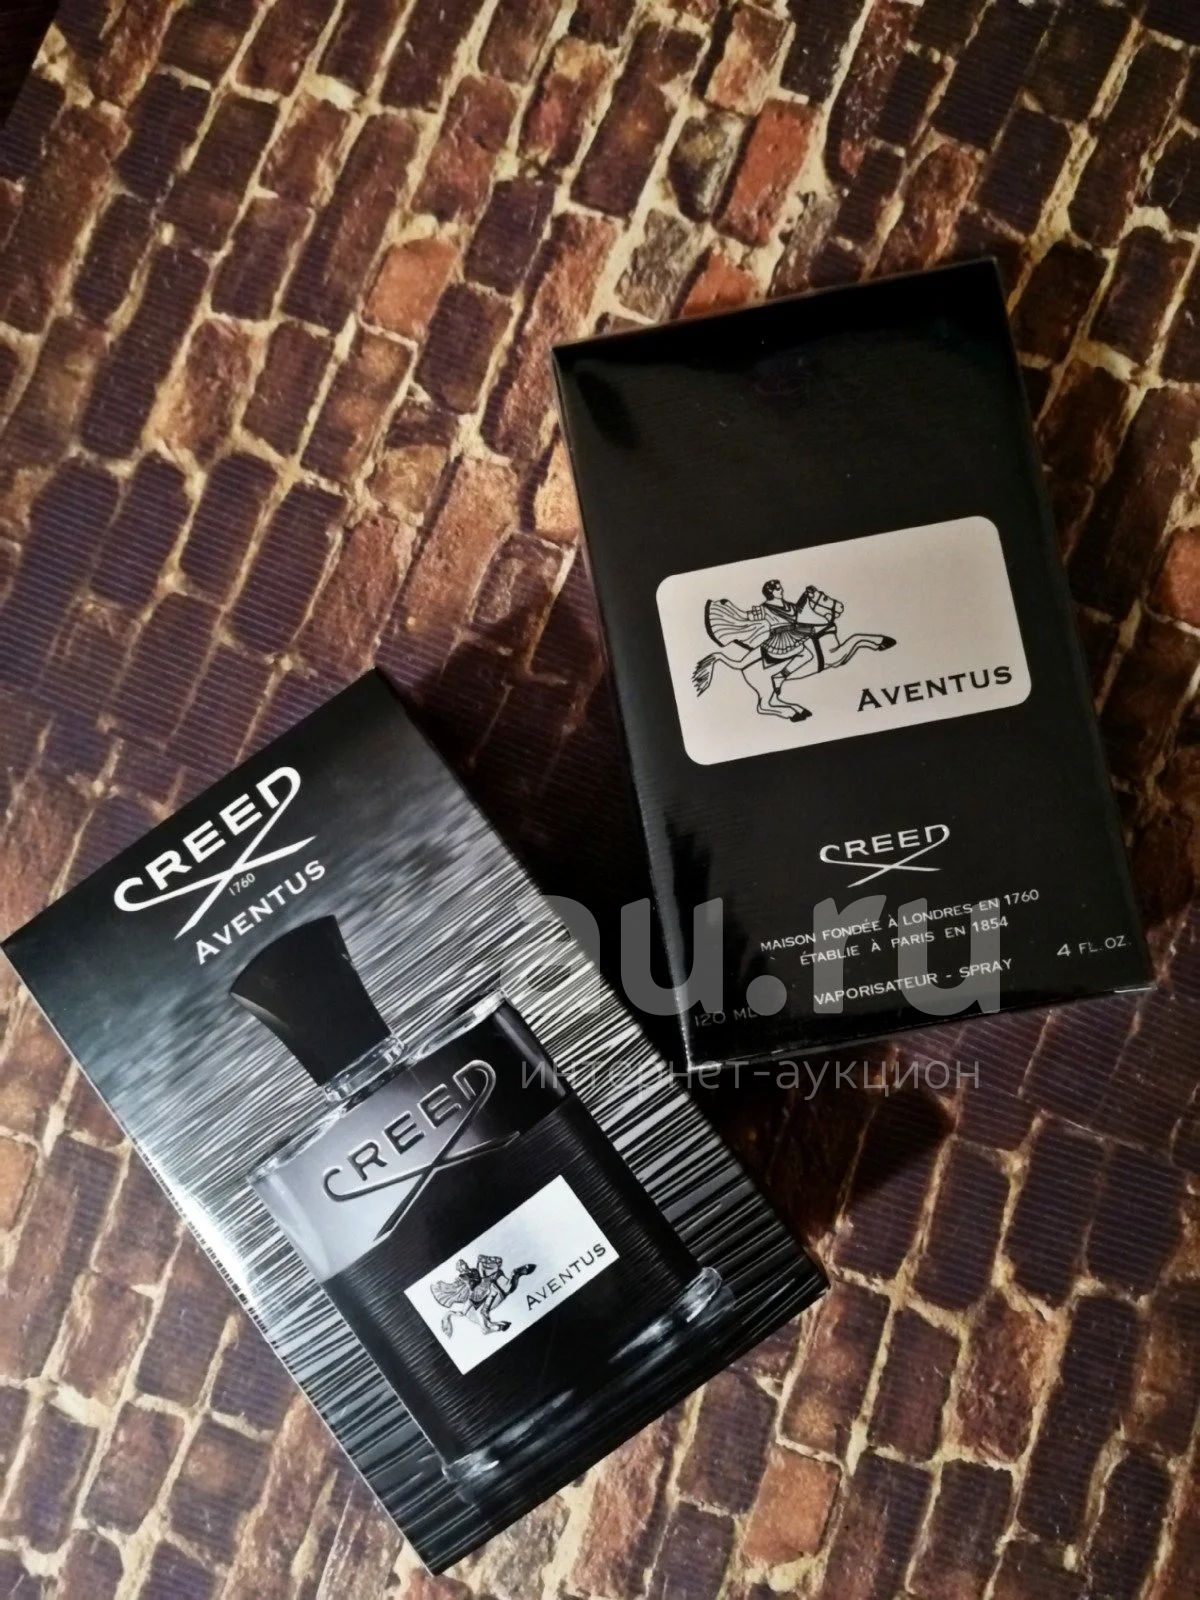 AVENTUS
CREED
MAISON FONDÉE À LONDRES EN 1760
ÉTABLIE À PARIS EN 1854
VAPORISATEUR - SPRAY
120 ML
4 FL.OZ.
CREED
1760
AVENTUS
CREED
AVENTUS
au.ru
интернет-аукцион